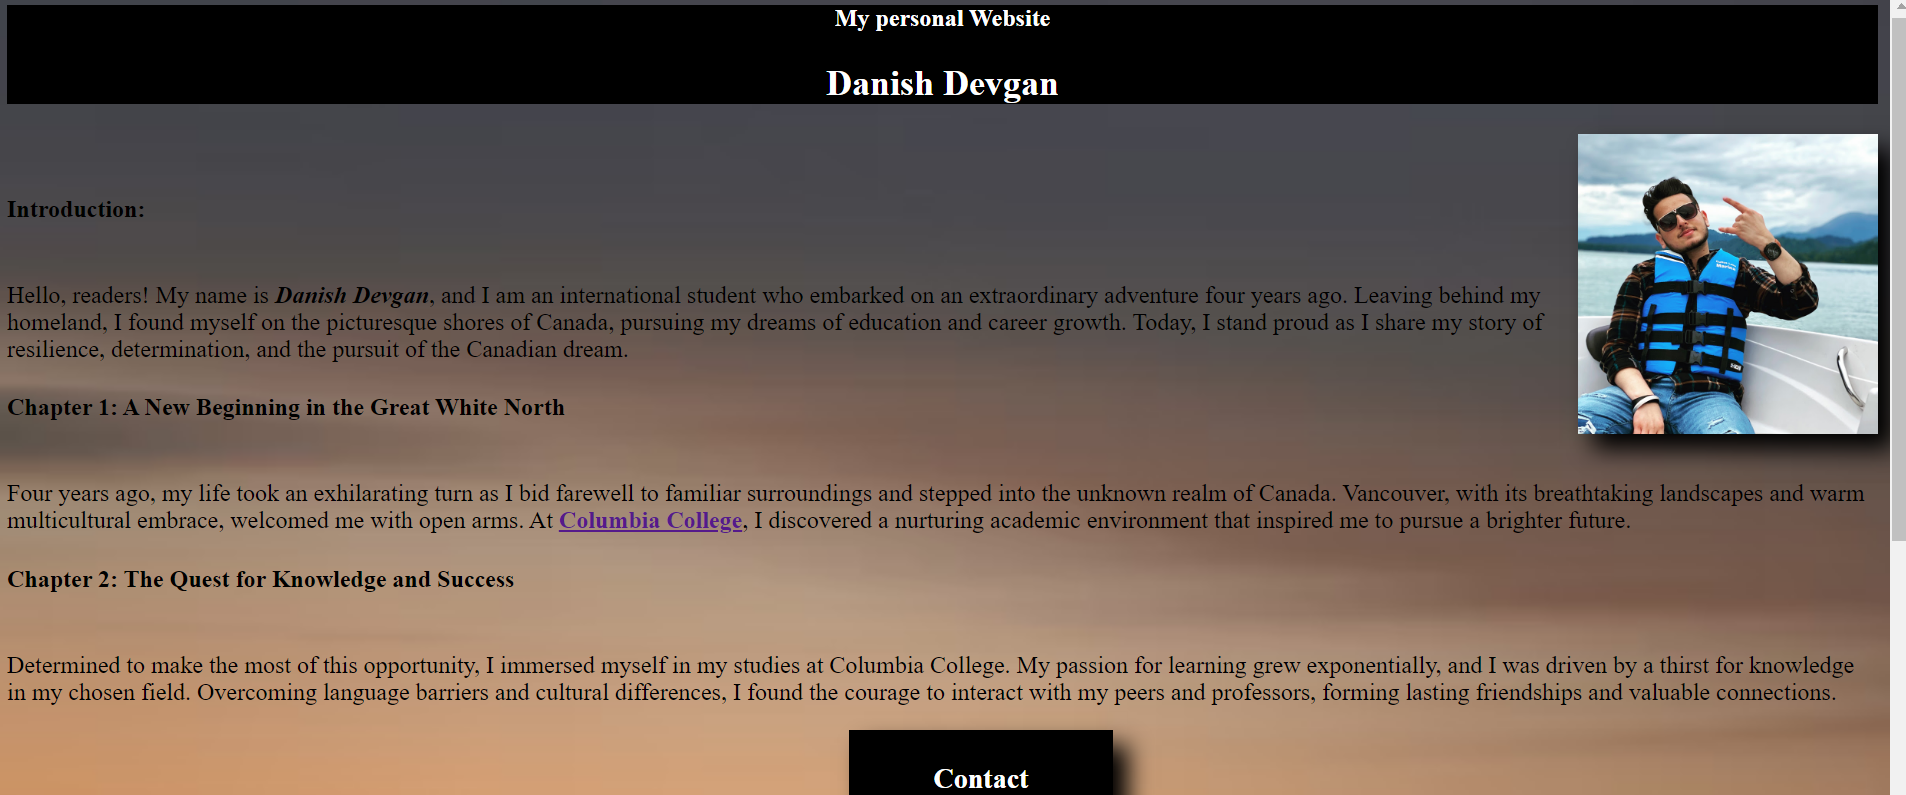 My personal Website
Danish Devgan
Introduction:
Hello, readers! My name is Danish Devgan, and I am an international student who embarked on an extraordinary adventure four years ago. Leaving behind my
homeland, I found myself on the picturesque shores of Canada, pursuing my dreams of education and career growth. Today, I stand proud as I share my story of
resilience, determination, and the pursuit of the Canadian dream.
Chapter 1: A New Beginning in the Great White North
Four years ago, my life took an exhilarating turn as I bid farewell to familiar surroundings and stepped into the unknown realm of Canada. Vancouver, with its breathtaking landscapes and warm
multicultural embrace, welcomed me with open arms. At Columbia College, I discovered a nurturing academic environment that inspired me to pursue a brighter future.
Chapter 2: The Quest for Knowledge and Success
Determined to make the most of this opportunity, I immersed myself in my studies at Columbia College. My passion for learning grew exponentially, and I was driven by a thirst for knowledge
in my chosen field. Overcoming language barriers and cultural differences, I found the courage to interact with my peers and professors, forming lasting friendships and valuable connections.
Contact